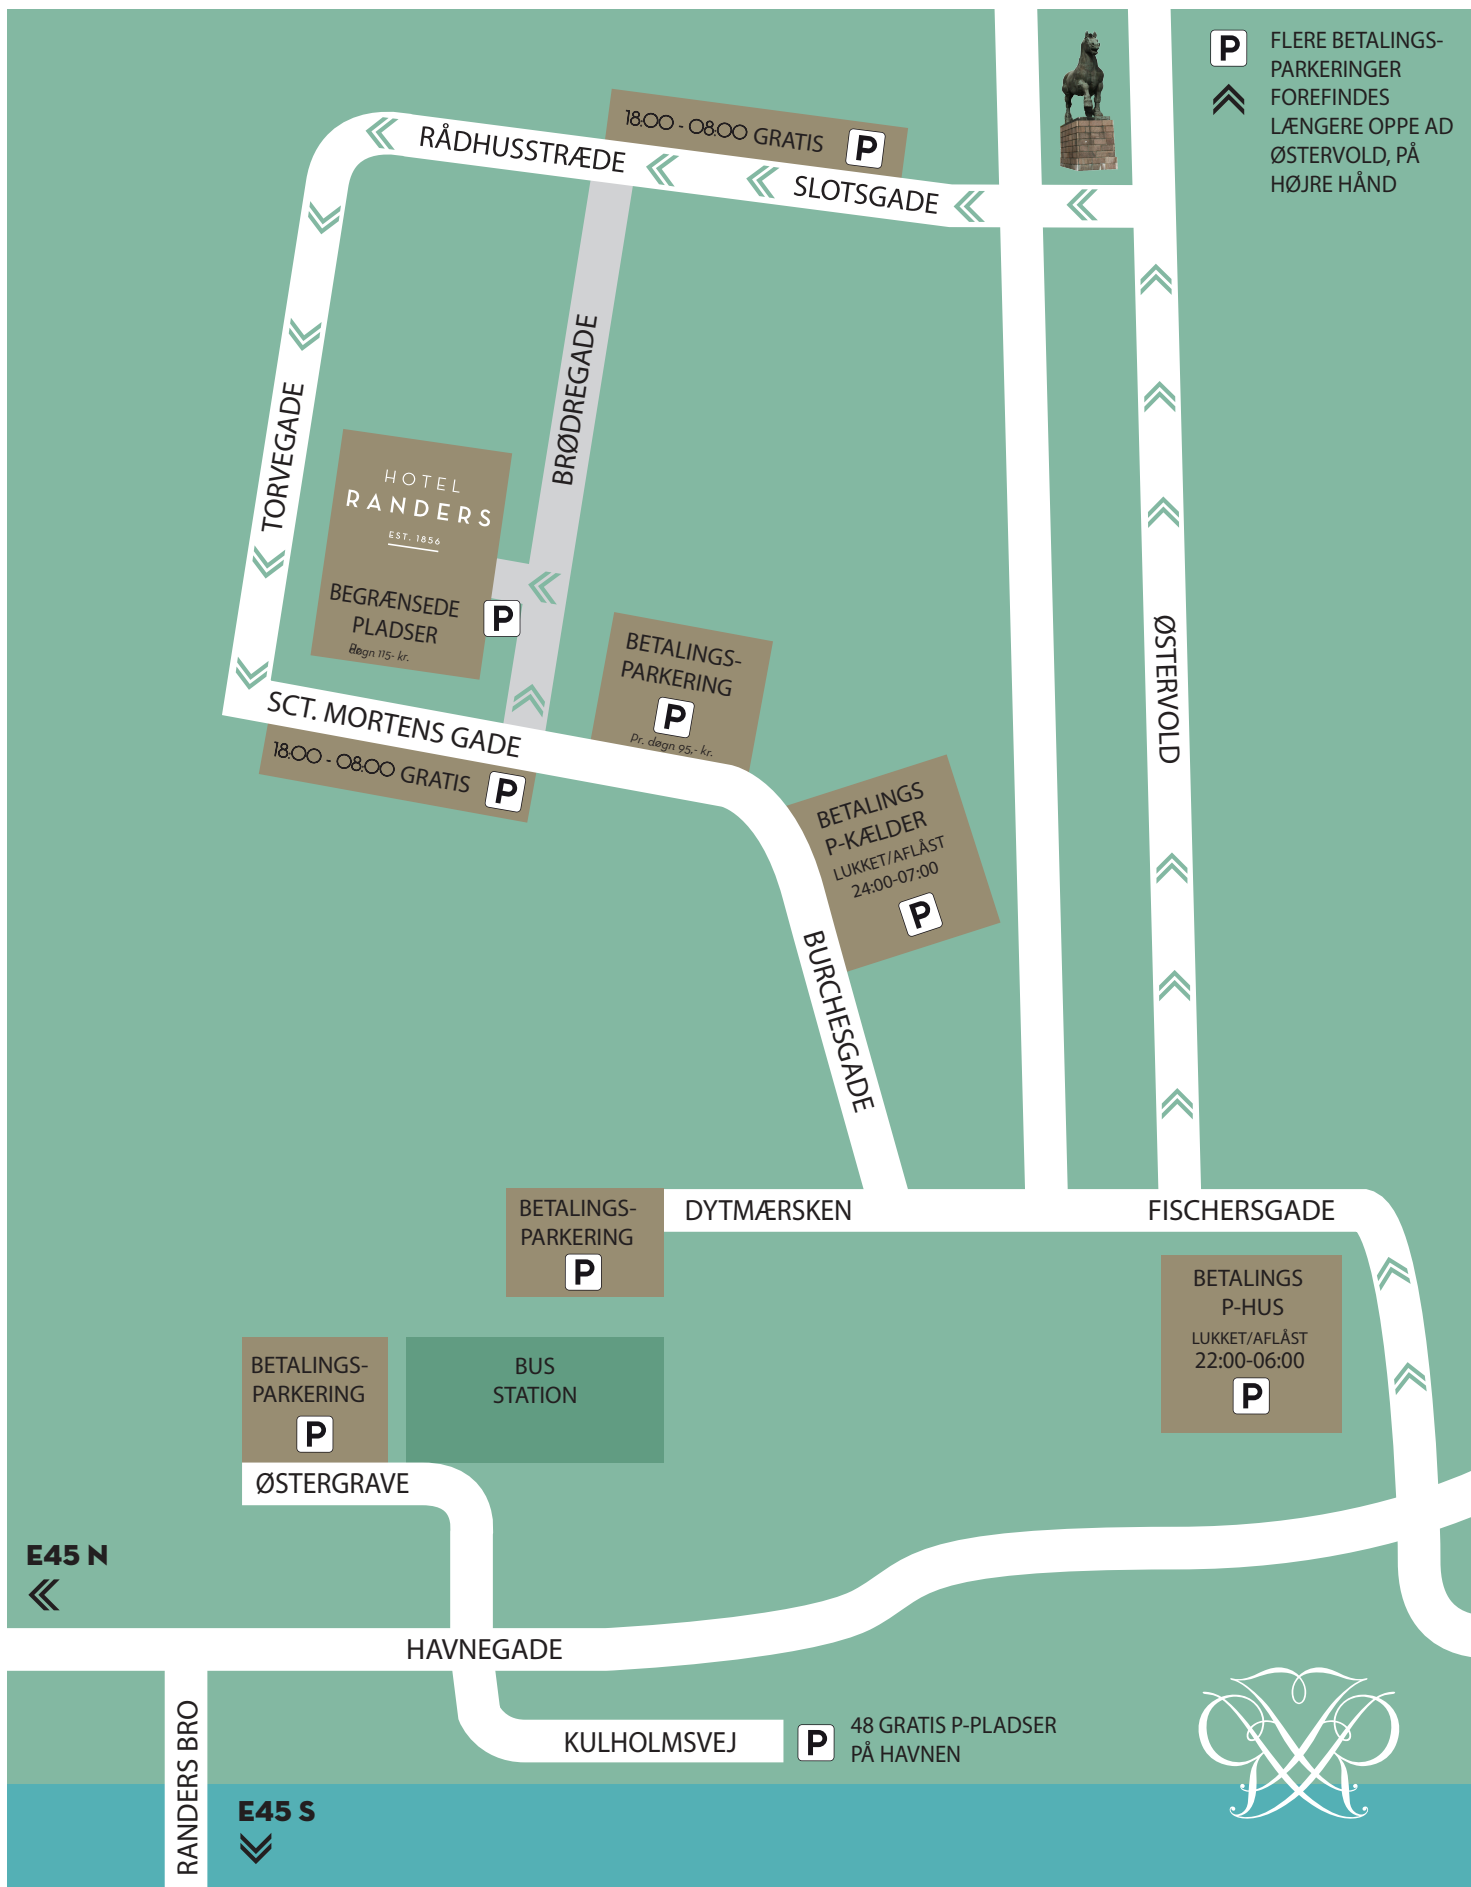 P
FLERE BETALINGS-
PARKERINGER
FOREFINDES
LÆNGERE OPPE AD
ØSTERVOLD, PÅ
HØJRE HÅND
18:00 - 08:00 GRATIS P
RÅDHUSSTRÆDE
SLOTSGADE
BRØDREGADE
TORVEGADE
HOTEL
RANDERS
EST. 1856
BEGRÆNSEDE
PLADSER
døgn 115- kr.
P
BETALINGS-
PARKERING
P
Pr. døgn 95,- kr.
ØSTERVOLD
SCT. MORTENS GADE
18:00 - 08:00 GRATIS P
BETALINGS
P-KÆLDER
LUKKET/AFLÅST
24:00-07:00
P
BURCHESGADE
BETALINGS-
PARKERING
P
DYTMÆRSKEN
FISCHERSGADE
BETALINGS
P-HUS
LUKKET/AFLÅST
22:00-06:00
P
BETALINGS-
PARKERING
P
BUS
STATION
ØSTERGRAVE
E45 N
HAVNEGADE
RANDERS BRO
KULHOLMSVEJ
P
48 GRATIS P-PLADSER
PÅ HAVNEN
E45 S